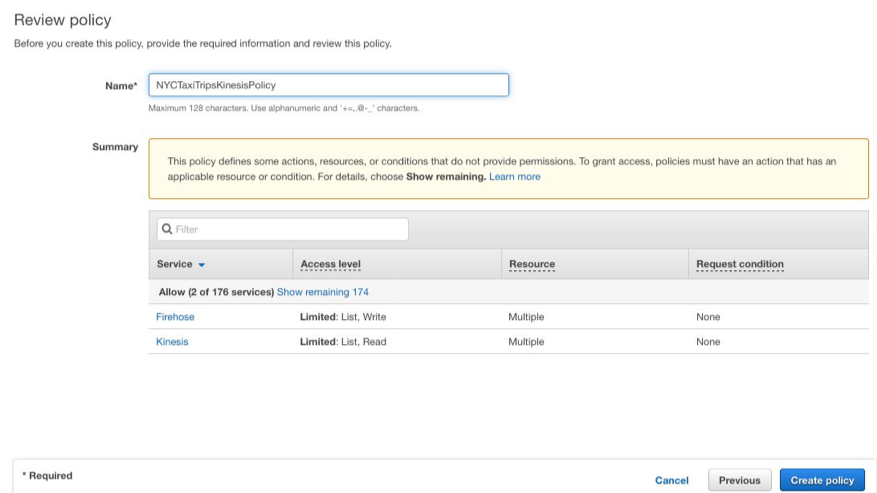 Review policy
Before you create this policy, provide the required information and review this policy.
Name* NYCTaxiTripsKinesisPolicy
Maximum 128 characters. Use alphanumeric and '+=,.@-_' characters.
Summary
This policy defines some actions, resources, or conditions that do not provide permissions. To grant access, policies must have an action that has an
applicable resource or condition. For details, choose Show remaining. Learn more
Filter
Service Access level Resource Request condition
Allow (2 of 176 services) Show remaining 174
Firehose Limited: List, Write Multiple None
Kinesis Limited: List, Read Multiple None
* Required Cancel Previous Create policy